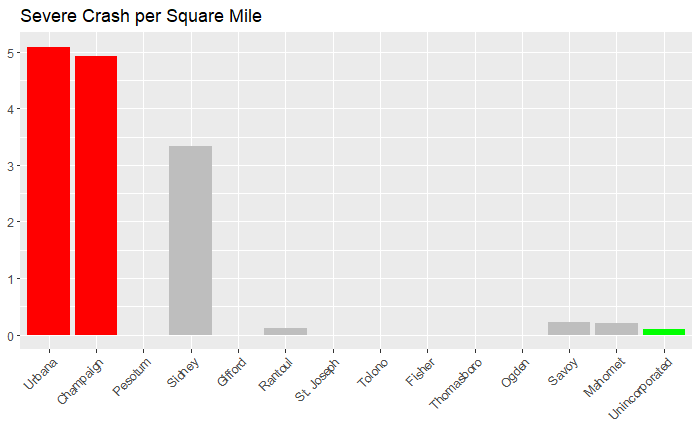 Severe Crash per Square Mile
5
4
3
2
1
0
Urbana
Champaign
Pesotum
Sidney
Gifford
Rantoul
St. Joseph
Tolono
Fisher
Thomasboro
Ogden
Savoy
Mahomet
Unincorporated